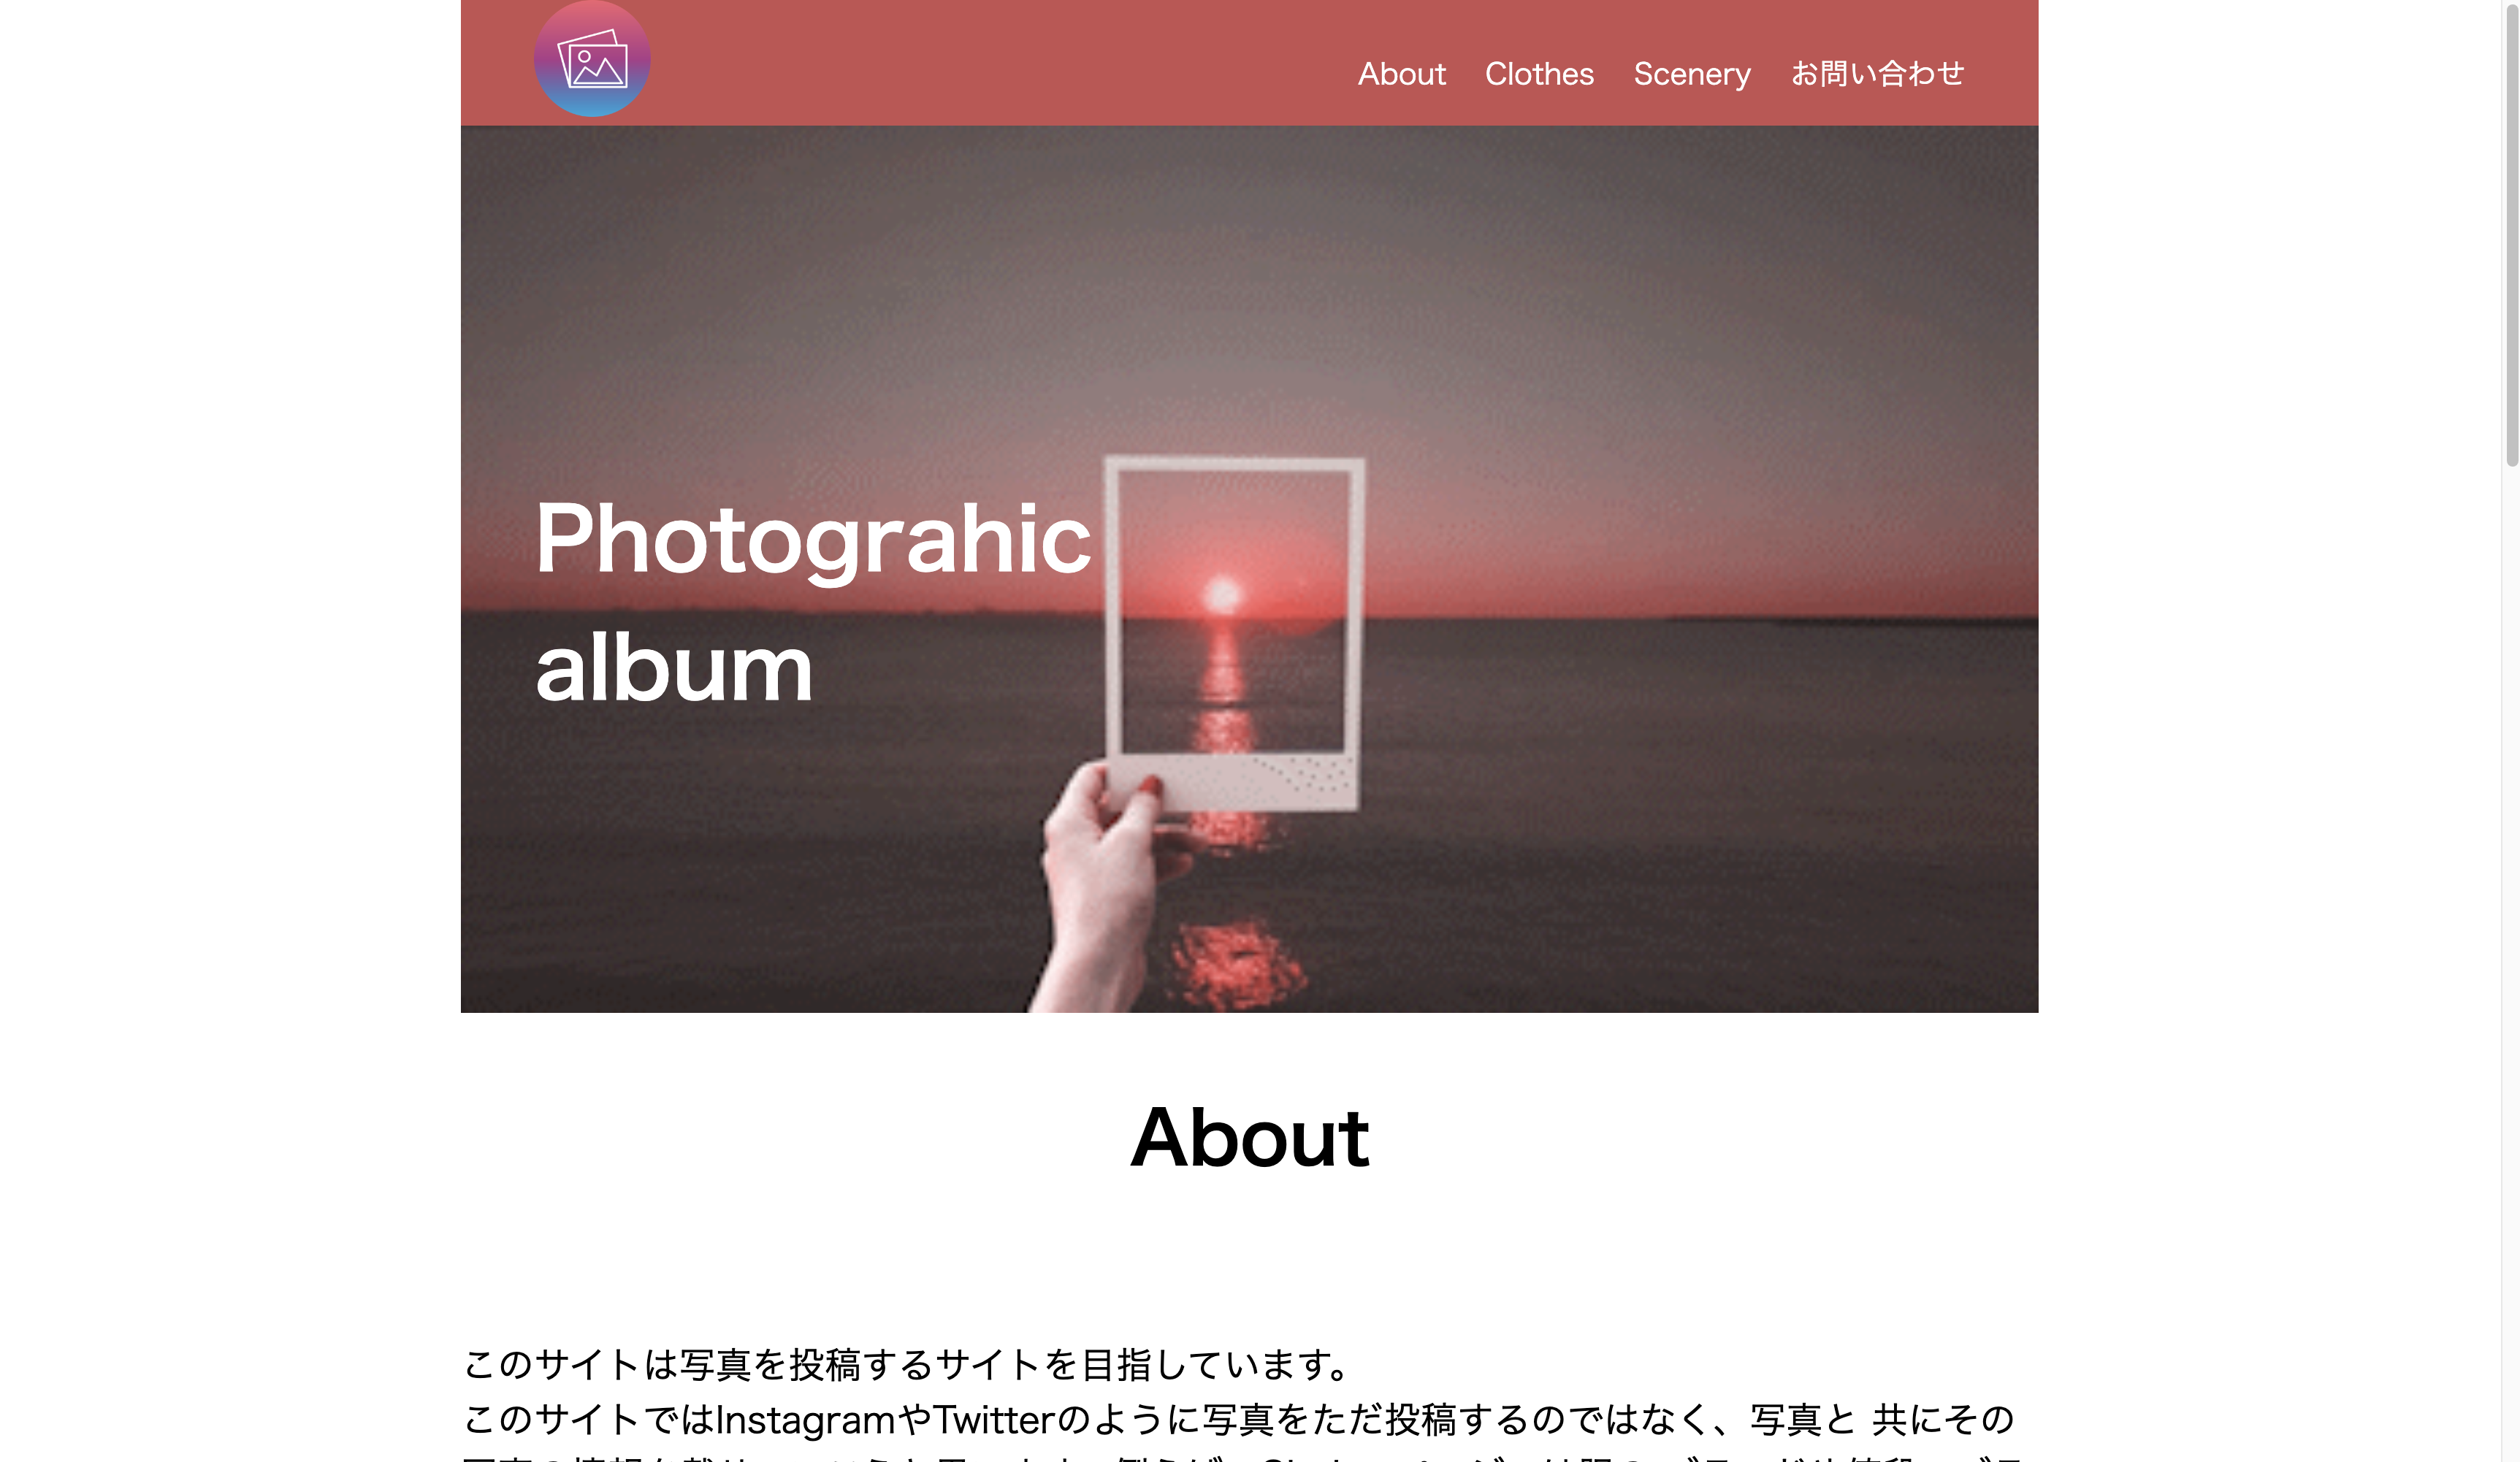 About Clothes Scenery お問い合わせ
Photograhic
album
About
このサイトは写真を投稿するサイトを目指しています。
このサイトではInstagramやTwitterのように写真をただ投稿するのではなく、写真と 共にその